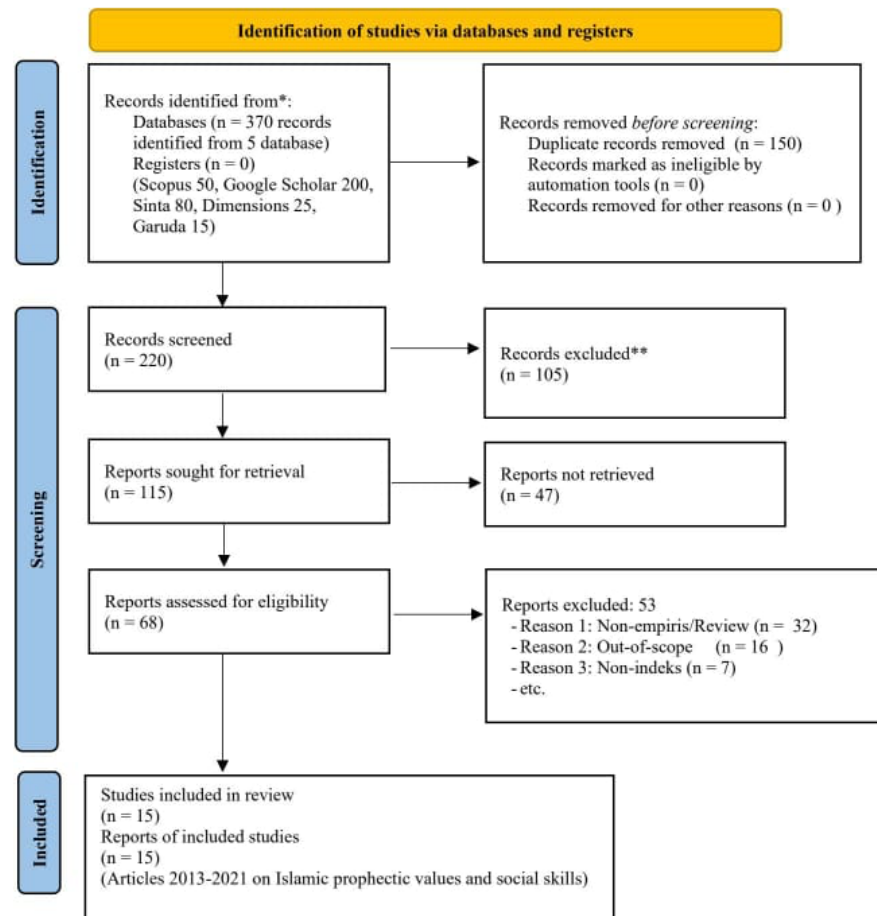 Identification of studies via databases and registers
Identification
Records identified from*:
Databases (n = 370 records
identified from 5 database)
Registers (n = 0)
(Scopus 50, Google Scholar 200,
Sinta 80, Dimensions 25,
Garuda 15)
Records removed before screening:
Duplicate records removed (n = 150)
Records marked as ineligible by
automation tools (n = 0)
Records removed for other reasons (n = 0 )
Screening
Records screened
(n = 220)
Records excluded**
(n = 105)
Reports sought for retrieval
(n = 115)
Reports not retrieved
(n = 47)
Reports assessed for eligibility
(n = 68)
Reports excluded: 53
- Reason 1: Non-empiris/Review (n = 32)
- Reason 2: Out-of-scope (n = 16 )
- Reason 3: Non-indeks (n = 7)
- etc.
Included
Studies included in review
(n = 15)
Reports of included studies
(n = 15)
(Articles 2013-2021 on Islamic prophectic values and social skills)